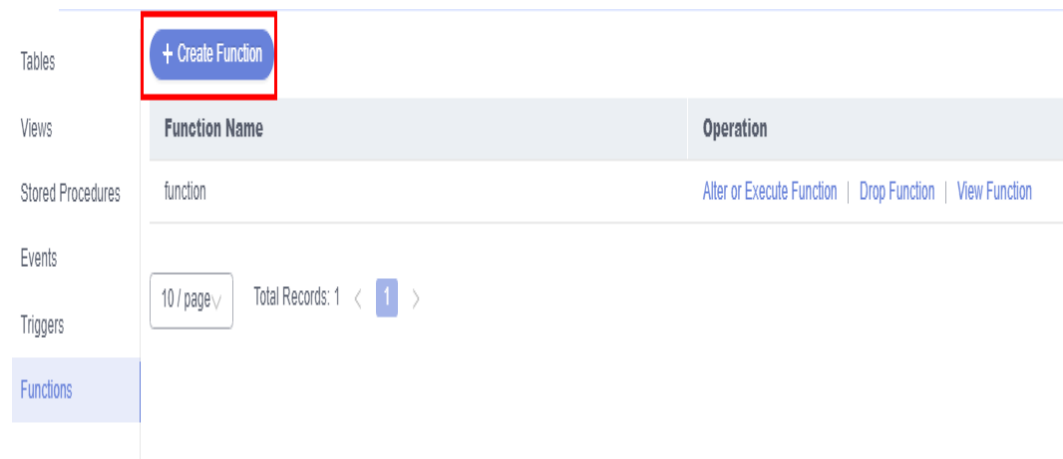 Tables
Views
Stored Procedures
Events
Triggers
Functions
+ Create Function
Function Name Operation
function Alter or Execute Function | Drop Function | View Function
10 / page Total Records: 1 < 1 >